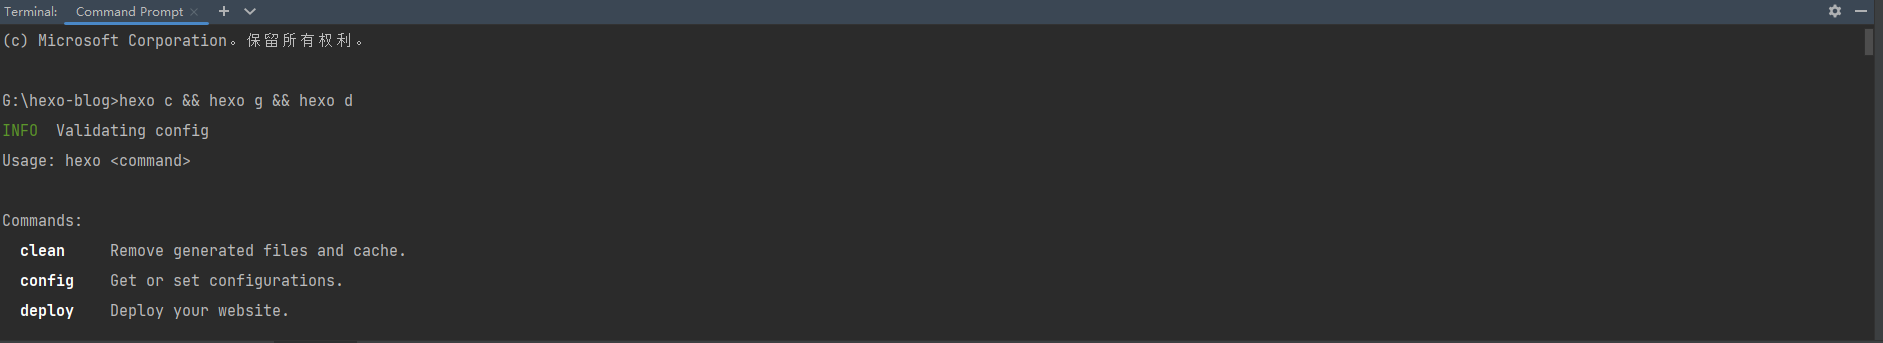 Terminal: Command Prompt
(c) Microsoft Corporation。保留所有权利。
G:\hexo-blog>hexo c && hexo g && hexo d
INFO  Validating config
Usage: hexo <command>
Commands:
  clean     Remove generated files and cache.
  config    Get or set configurations.
  deploy    Deploy your website.